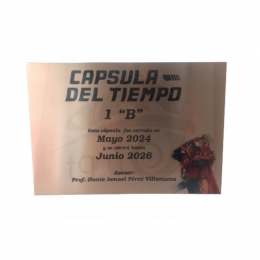 CAPSULA
DEL TIEMPO
1 "B"
Esta cápsula fue cerrada en
Mayo 2024
y se abrirá hasta
Junio 2026
Asesor:
Prof. Dante Ismael Pérez Villanueva